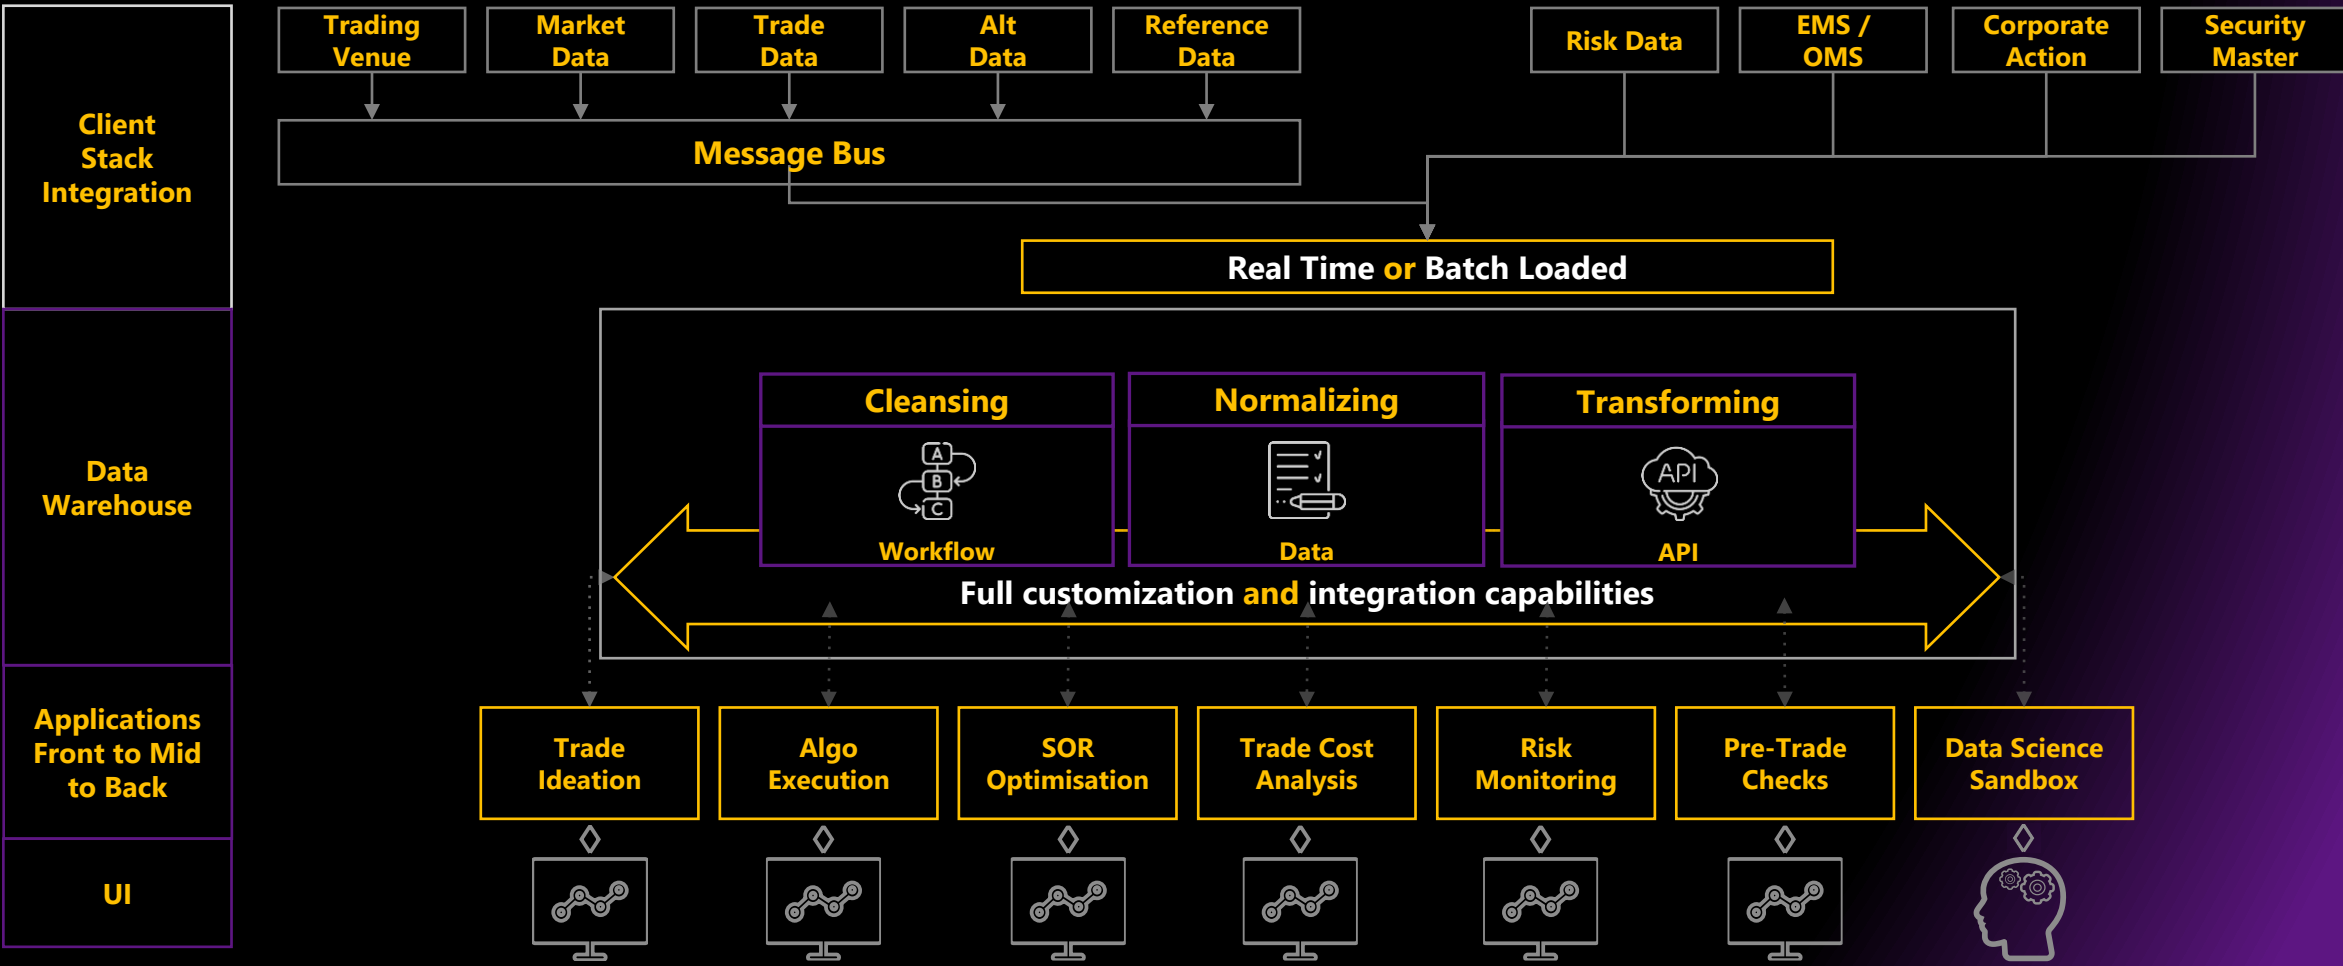 Trading
Venue
Market
Data
Trade
Data
Alt
Data
Reference
Data
Risk Data
EMS /
OMS
Corporate
Action
Security
Master
Client
Stack
Integration
Message Bus
Real Time or Batch Loaded
Data
Warehouse
Cleansing
Normalizing
Transforming
A
B
C
API
Workflow
Data
API
Full customization and integration capabilities
Applications
Front to Mid
to Back
Trade
Ideation
Algo
Execution
SOR
Optimisation
Trade Cost
Analysis
Risk
Monitoring
Pre-Trade
Checks
Data Science
Sandbox
UI